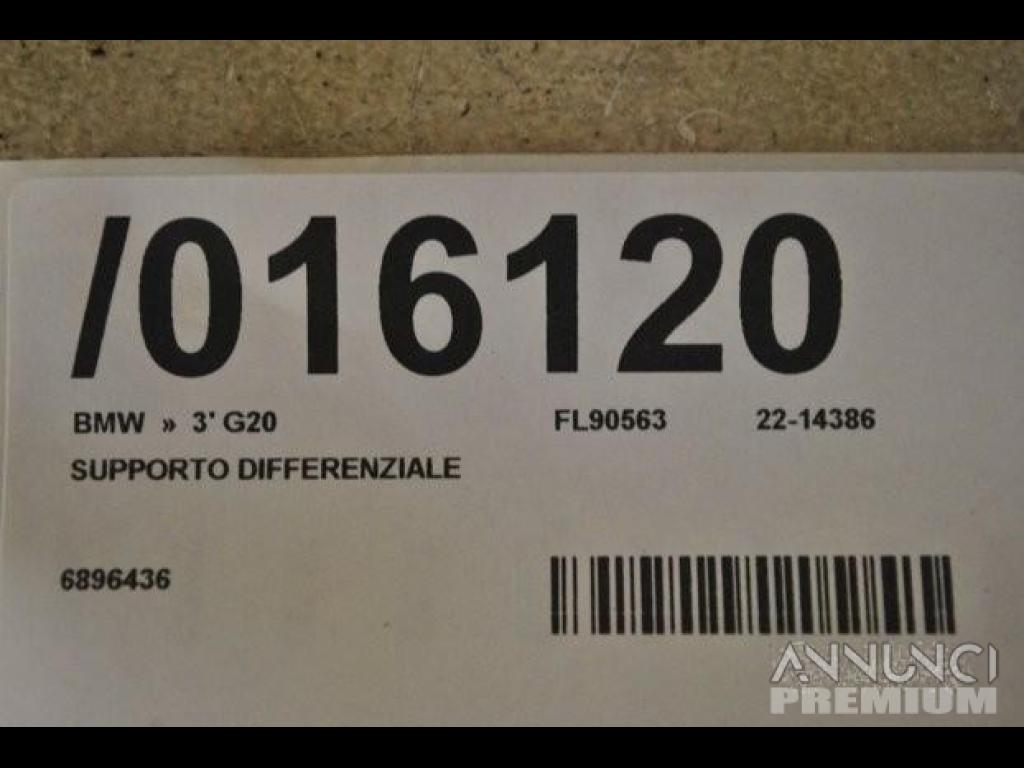 /016120
BMW » 3' G20 FL90563 22-14386
SUPPORTO DIFFERENZIALE
6896436
ANNUNCI
PREMIUM